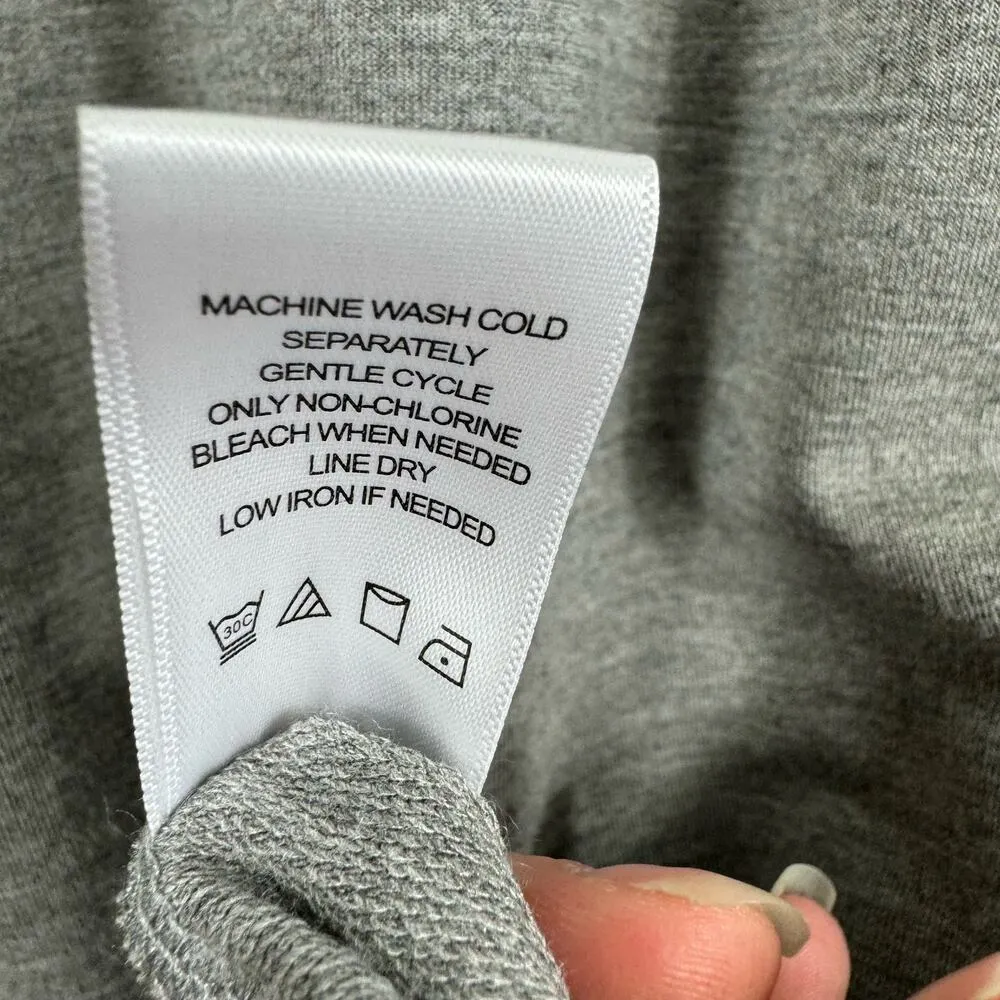 MACHINE WASH COLD
SEPARATELY
GENTLE CYCLE
ONLY NON-CHLORINE
BLEACH WHEN NEEDED
LINE DRY
LOW IRON IF NEEDED
30C